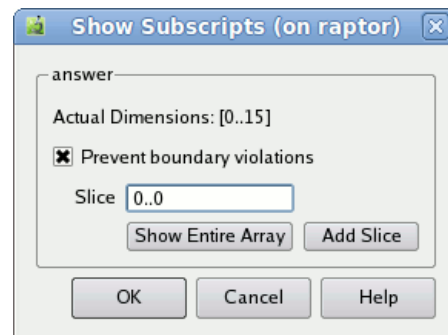 Show Subscripts (on raptor)
answer
Actual Dimensions: [0..15]
Prevent boundary violations
Slice 0..0
Show Entire Array Add Slice
OK Cancel Help